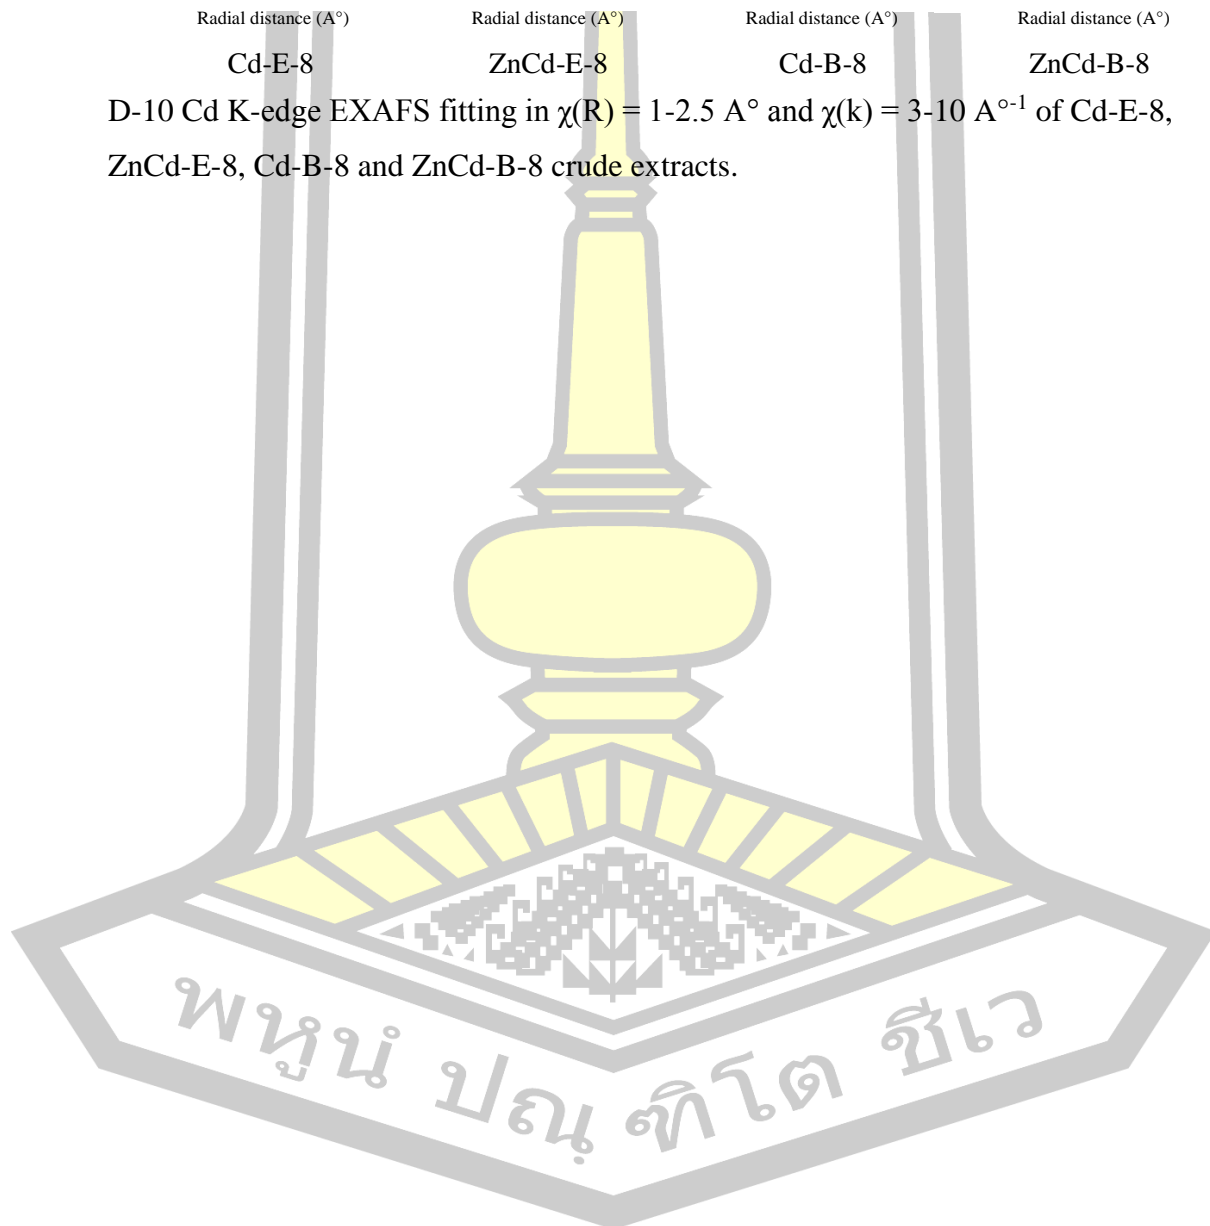 Radial distance (A°) Radial distance (A°) Radial distance (A°) Radial distance (A°)
Cd-E-8 ZnCd-E-8 Cd-B-8 ZnCd-B-8
D-10 Cd K-edge EXAFS fitting in χ(R) = 1-2.5 A° and χ(k) = 3-10 A°⁻¹ of Cd-E-8,
ZnCd-E-8, Cd-B-8 and ZnCd-B-8 crude extracts.
พหูนํ ปณฺฑิโต ชีเว